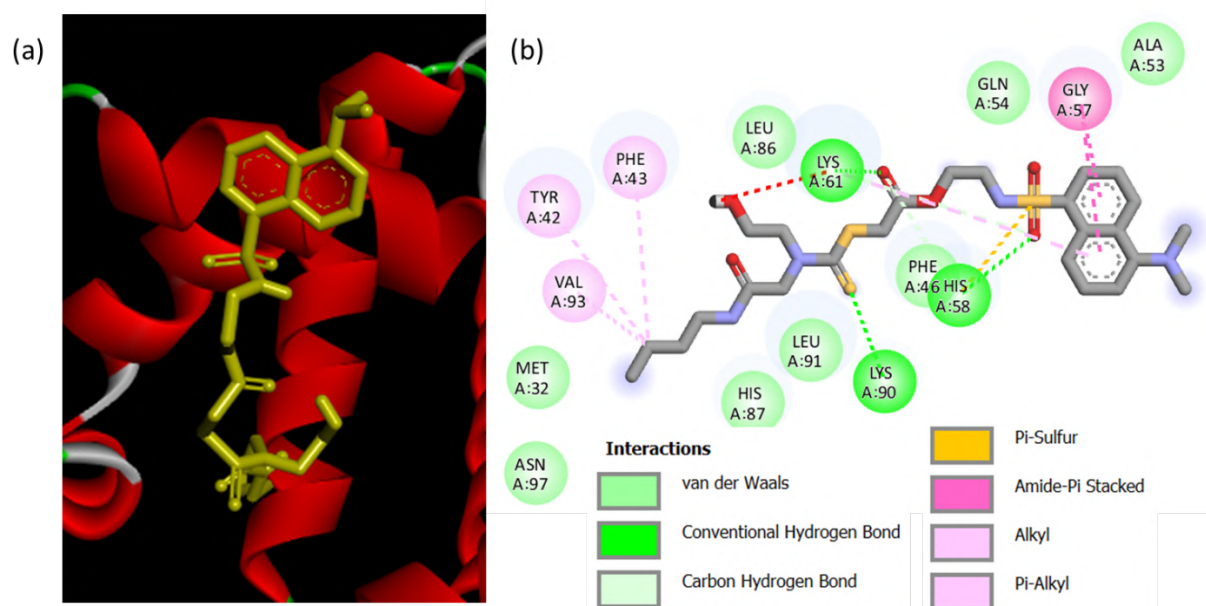 (a)
(b)
ALA
A:53
GLN
A:54
GLY
A:57
LEU
A:86
LYS
A:61
PHE
A:43
TYR
A:42
VAL
A:93
PHE
A:46
HIS
A:58
LEU
A:91
LYS
A:90
MET
A:32
HIS
A:87
ASN
A:97
Interactions
van der Waals
Conventional Hydrogen Bond
Carbon Hydrogen Bond
Pi-Sulfur
Amide-Pi Stacked
Alkyl
Pi-Alkyl